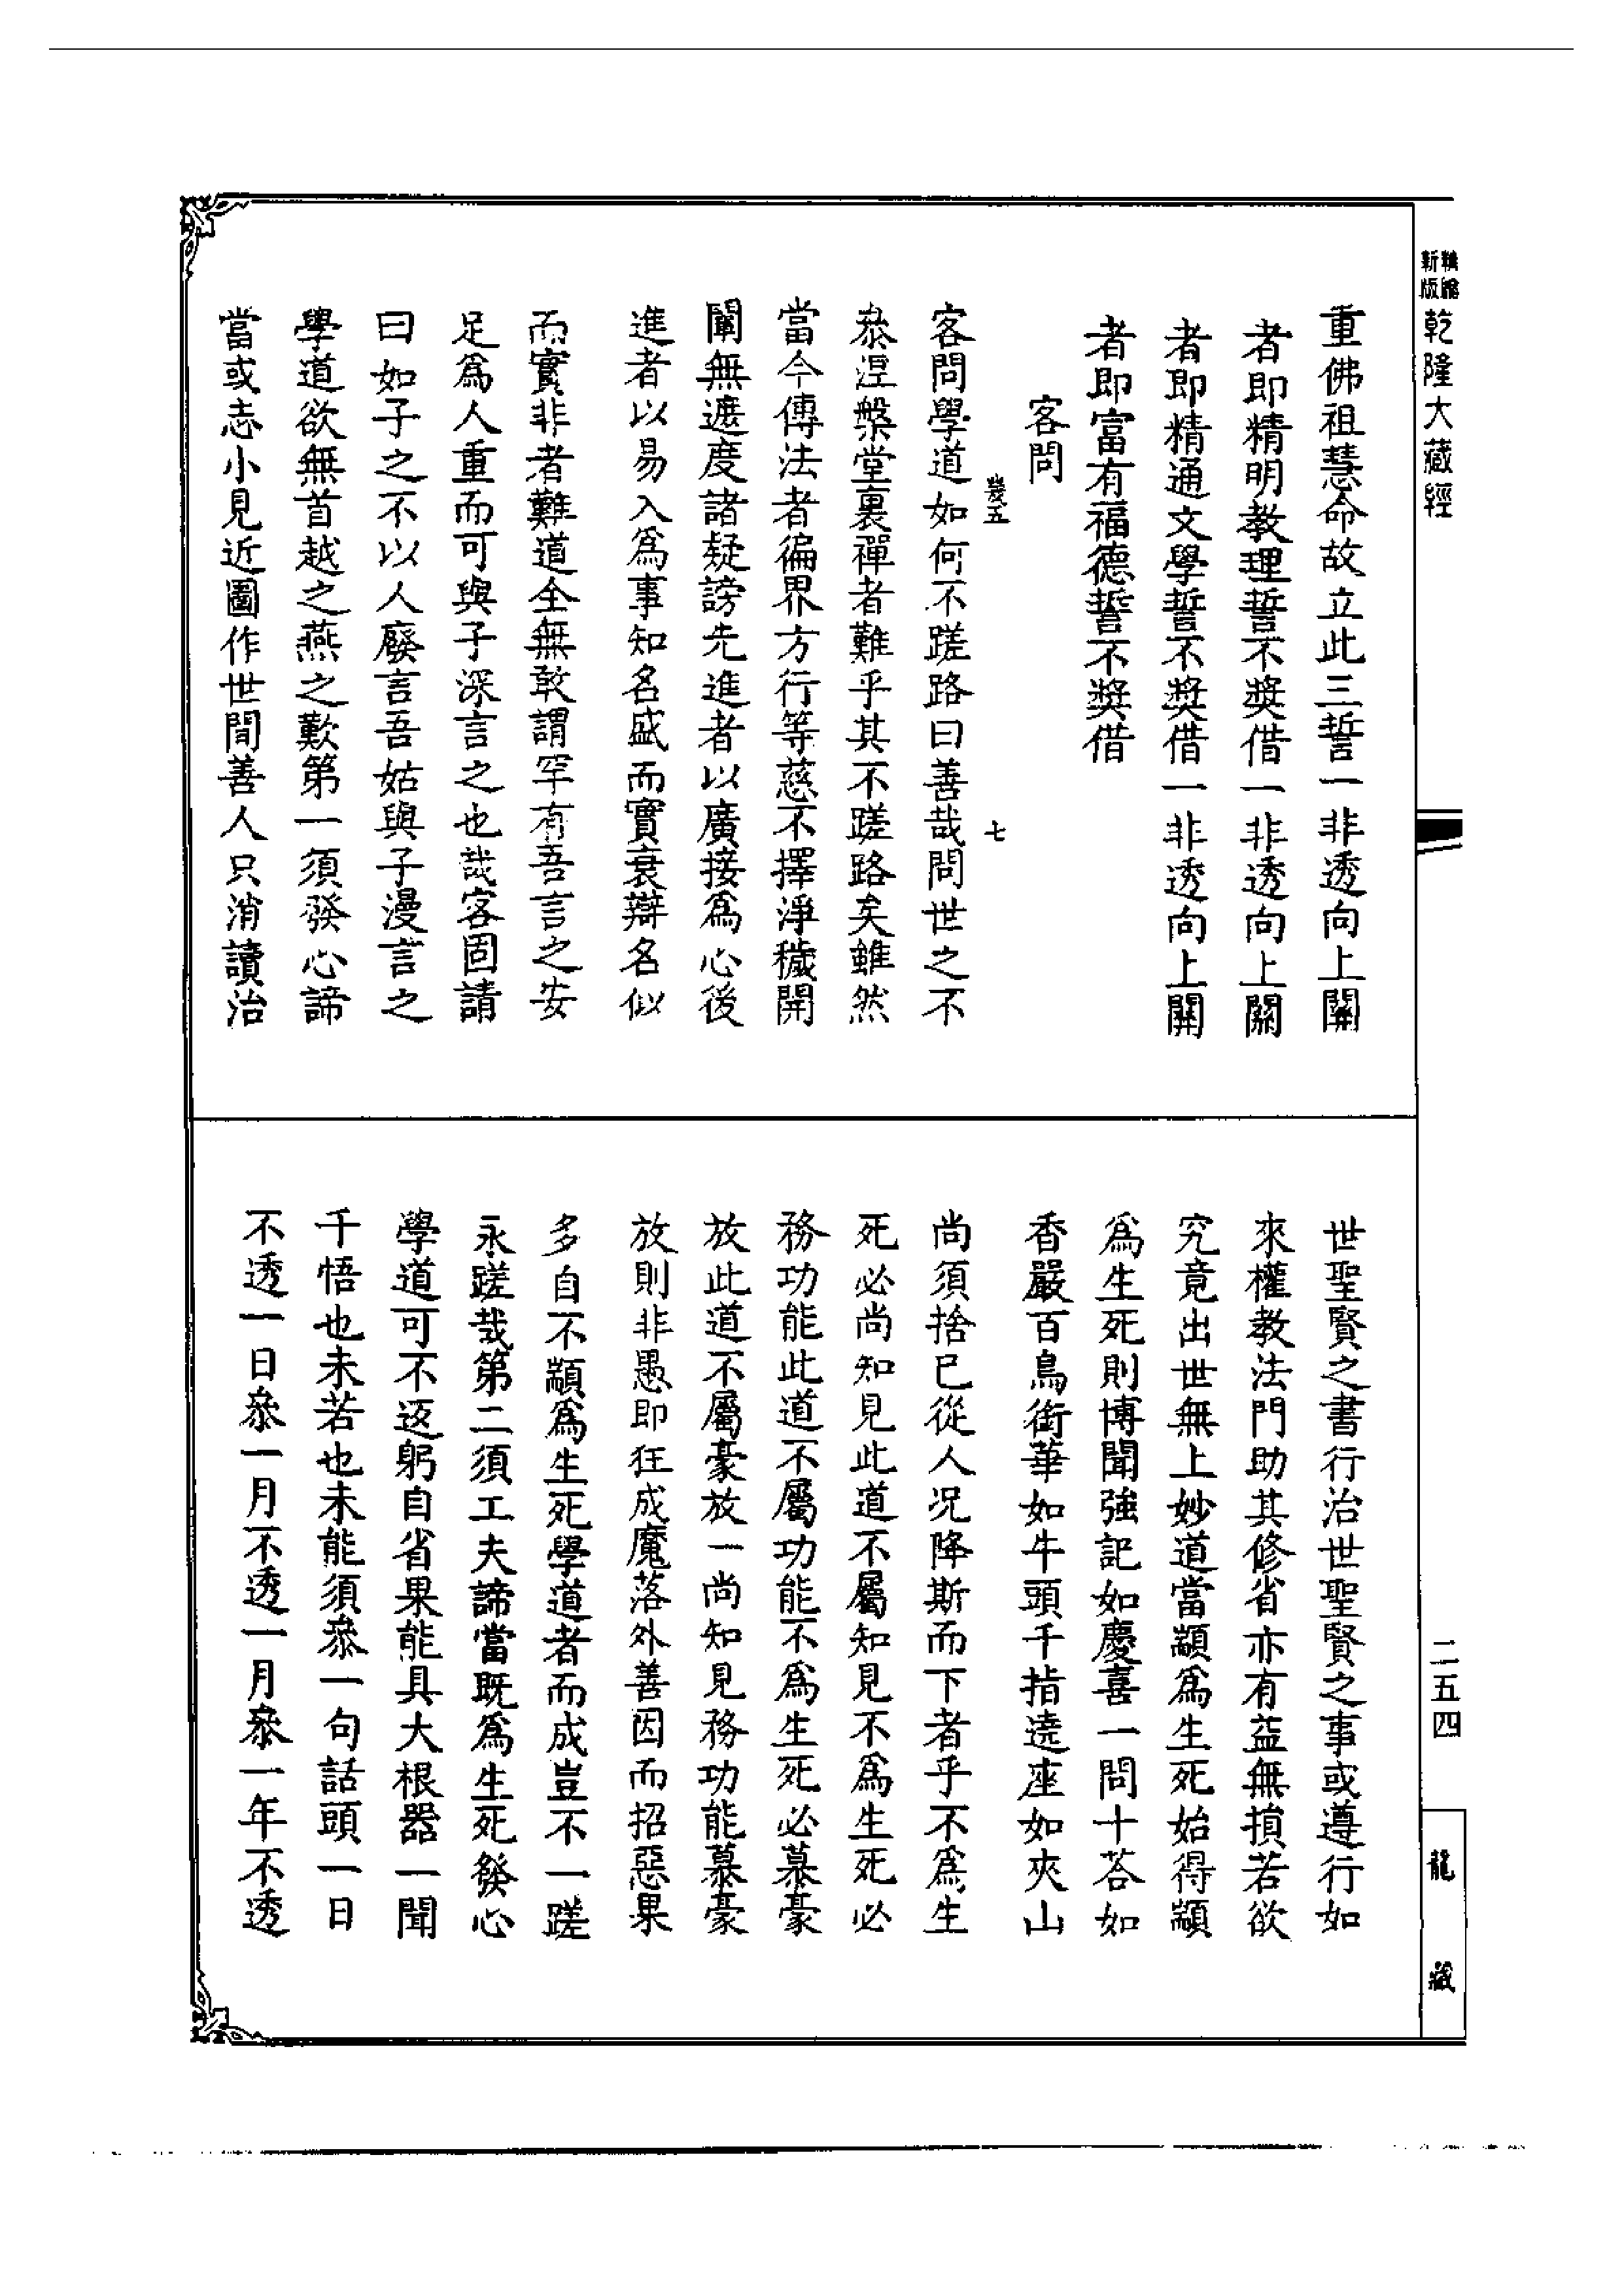 新版
乾隆大藏經
重佛祖慧命故立此三誓一非透向上關
者即精明教理誓不獎借一非透向上關
者即精通文學誓不獎借一非透向上關
者即富有福德誓不獎借
客問
五 七
客問學道如何不蹉路曰善哉問世之不
叅涅槃堂裏禪者難乎其不蹉路矣雖然
當今傳法者徧界方行等慈不擇淨穢開
闡無遮度諸疑謗先進者以廣接爲心後
進者以易入爲事知名盛而實衰辯名似
而實非者難道全無敢謂罕有吾言之安
足爲人重而可與子深言之也哉客固請
曰如子之不以人廢言吾姑與子漫言之
學道欲無首越之燕之歎第一須發心諦
當或志小見近圖作世間善人只消讀治
世聖賢之書行治世聖賢之事或遵行如
來權教法門助其修省亦有益無損若欲
究竟出世無上妙道當顓爲生死始得顓
爲生死則博聞強記如慶喜一問十荅如
香嚴百鳥銜華如牛頭千指遶座如夾山
尚須捨已從人况降斯而下者乎不爲生
死必尚知見此道不屬知見不爲生死必
務功能此道不屬功能不爲生死必慕豪
放此道不屬豪放一尚知見務功能慕豪
放則非愚即狂成魔落外善因而招惡果
多自不顓爲生死學道者而成豈不一蹉
永蹉哉第二須工夫諦當既爲生死發心
學道可不返躬自省果能具大根器一聞
千悟也未若也未能須叅一句話頭一日
不透一日叅一月不透一月叅一年不透
二五四
龍藏